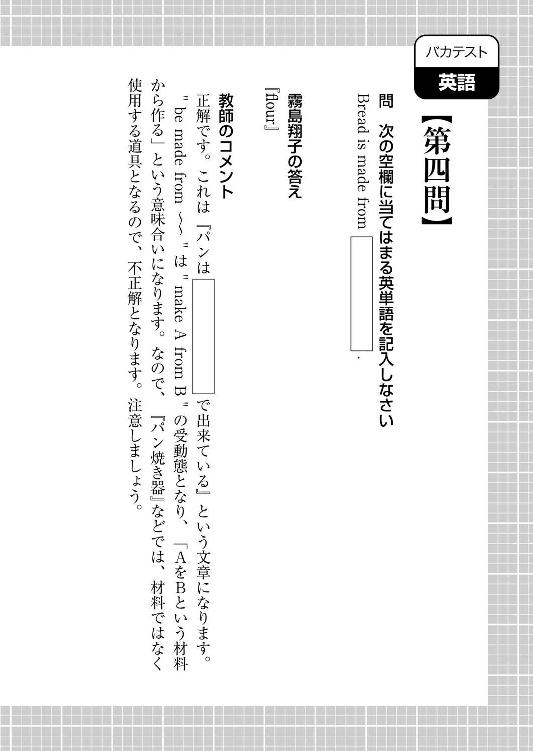 バカテスト
英語
【第四問】
問　次の空欄に当てはまる英単語を記入しなさい
Bread is made from　　　.
霧島翔子の答え
『flour』
教師のコメント
正解です。これは『パンは　　　で出来ている』という文章になります。
〝be made from ～～〟は〝make A from B〟の受動態となり、「AをBという材料
から作る」という意味合いになります。なので、『パン焼き器』などでは、材料ではなく
使用する道具となるので、不正解となります。注意しましょう。